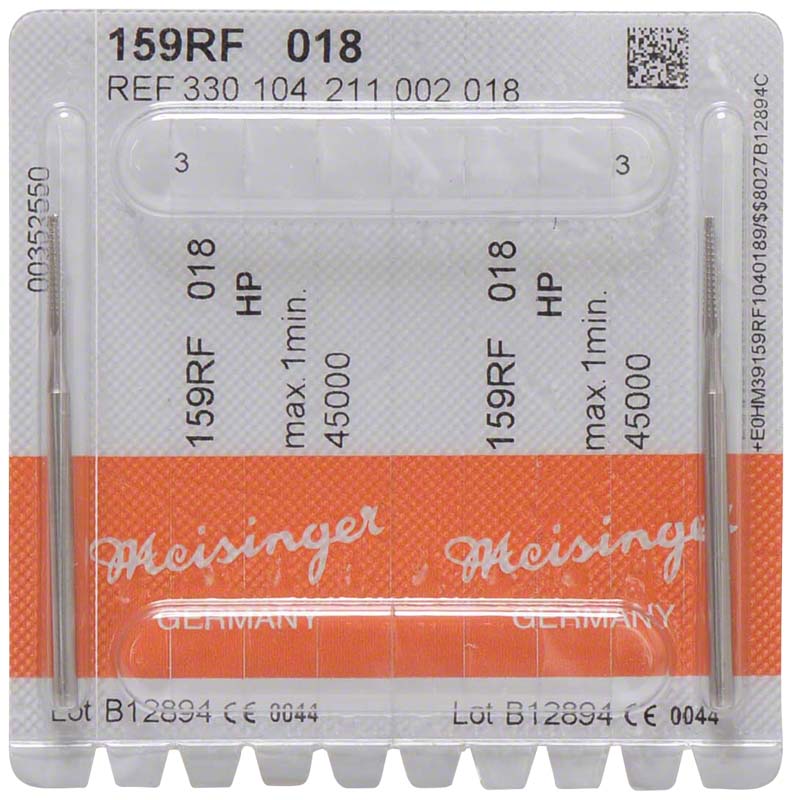 159RF 018
REF 330 104 211 002 018
3 3
00353550
159RF 018
HP
max. 1min.
45000
159RF 018
HP
max. 1min.
45000
+E0HM39159RF1040189/$$8027B12894C
Meisinger
GERMANY
Meisinger
GERMANY
Lot B12894 CE 0044
Lot B12894 CE 0044